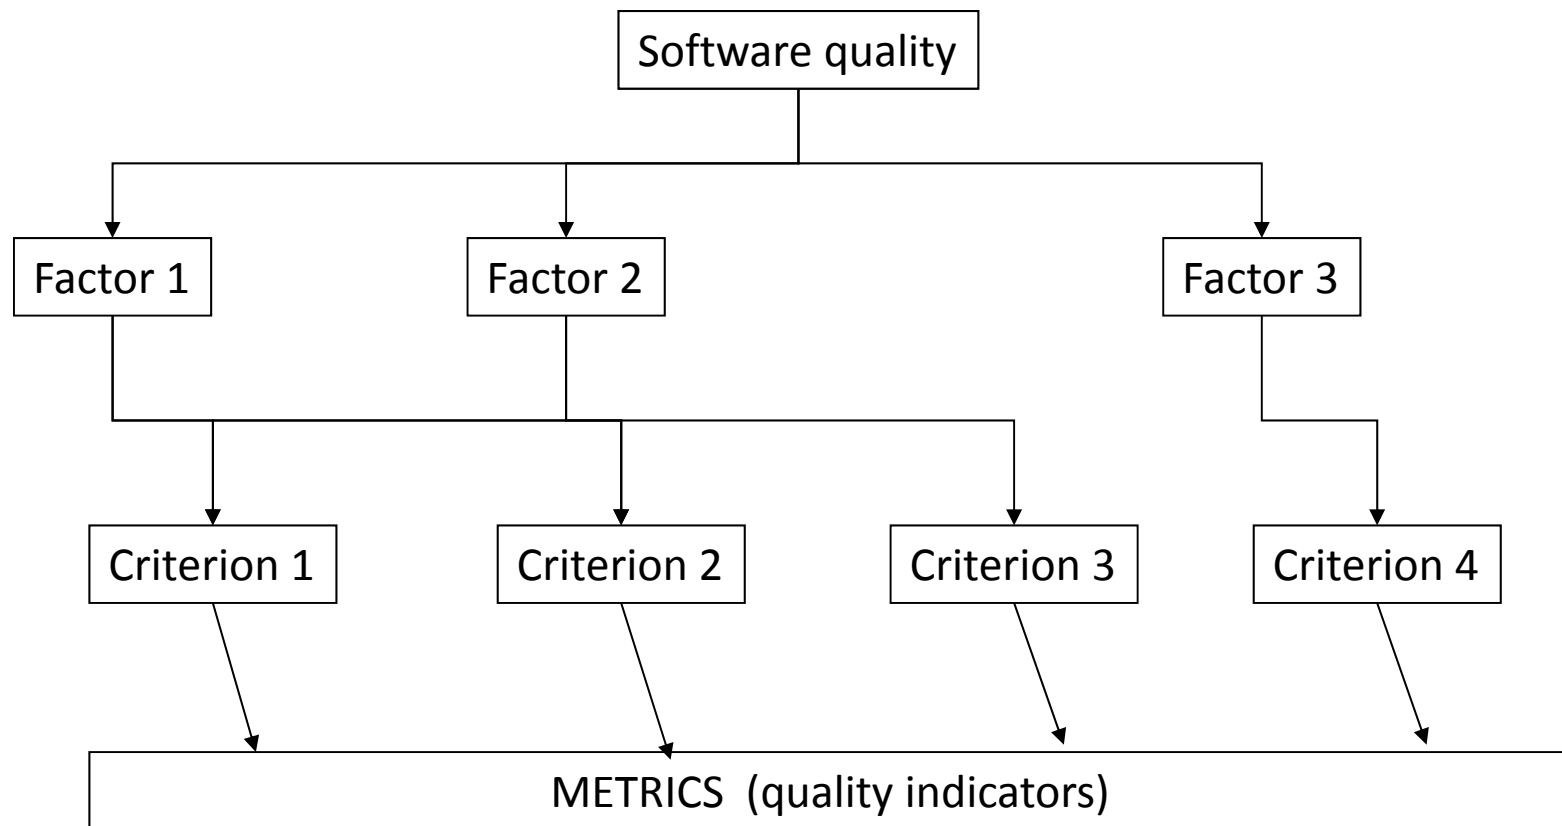 Software quality
Factor 1
Factor 2
Factor 3
Criterion 1
Criterion 2
Criterion 3
Criterion 4
METRICS  (quality indicators)